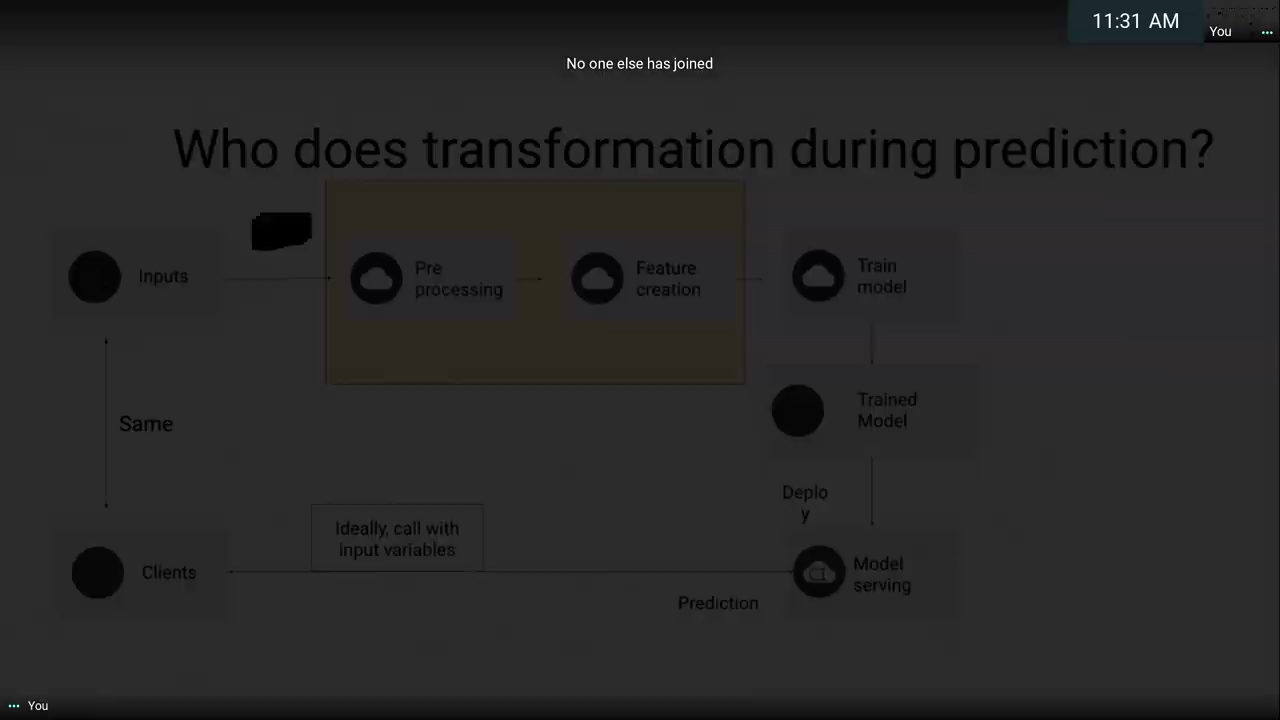 11:31 AM
You
No one else has joined
Who does transformation during prediction?
Inputs
Pre
processing
Feature
creation
Train
model
Same
Trained
Model
Deplo
y
Ideally, call with
input variables
Clients
Model
serving
Prediction
You